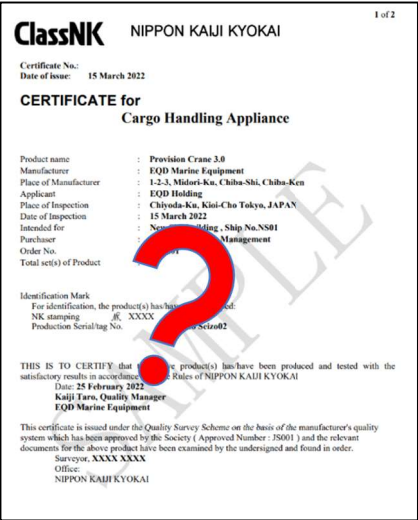 1 of 2
ClassNK NIPPON KAIJI KYOKAI
Certificate No.:
Date of issue: 15 March 2022
CERTIFICATE for
Cargo Handling Appliance
Product name : Provision Crane 3.0
Manufacturer : EQD Marine Equipment
Place of Manufacturer : 1-2-3, Midori-Ku, Chiba-Shi, Chiba-Ken
Applicant : EQD Holding
Place of Inspection : Chiyoda-Ku, Kioi-Cho Tokyo, JAPAN
Date of Inspection : 15 March 2022
Intended for : , Ship No.NS01
Purchaser : Management
Order No. :
Total set(s) of Product :
Identification Mark
For identification, the product(s) has/have
NK stamping XXXX
Production Serial/tag No. Seizo02
?
SAMPLE
THIS IS TO CERTIFY that product(s) has/have been produced and tested with the
satisfactory results in accordance Rules of NIPPON KAIJI KYOKAI
Date: 25 February 2022
Kaiji Taro, Quality Manager
EQD Marine Equipment
This certificate is issued under the Quality Survey Scheme on the basis of the manufacturer's quality
system which has been approved by the Society ( Approved Number : JS001 ) and the relevant
documents for the above product have been examined by the undersigned and found in order.
Surveyor, XXXX XXXX
Office:
NIPPON KAIJI KYOKAI